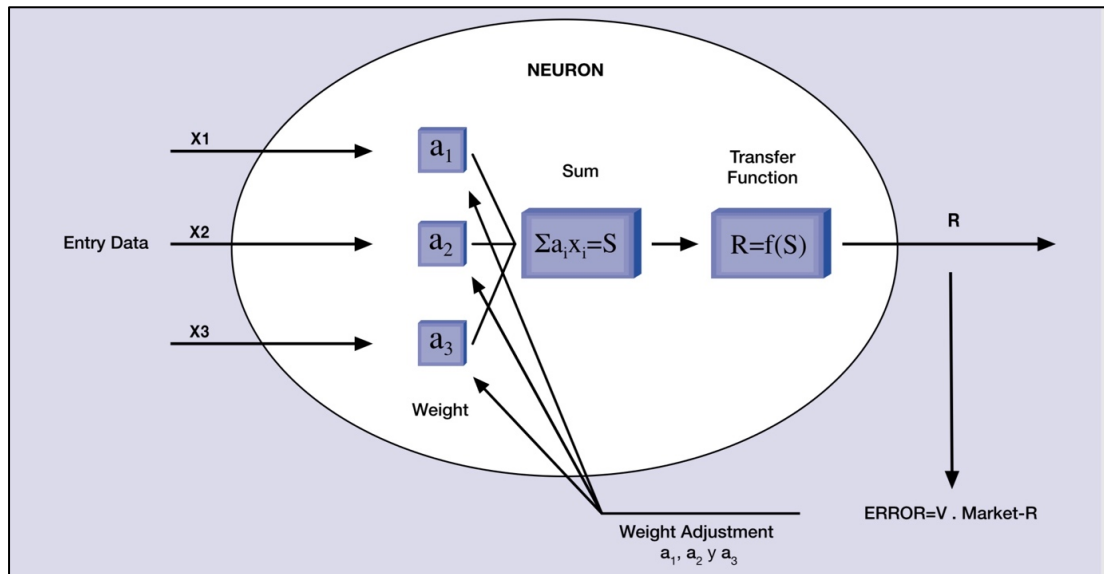 NEURON
X1
a₁
Sum
Transfer
Function
Entry Data
X2
a₂
Σaᵢxᵢ=S
R=f(S)
R
X3
a₃
Weight
ERROR=V . Market-R
Weight Adjustment
a₁, a₂ y a₃